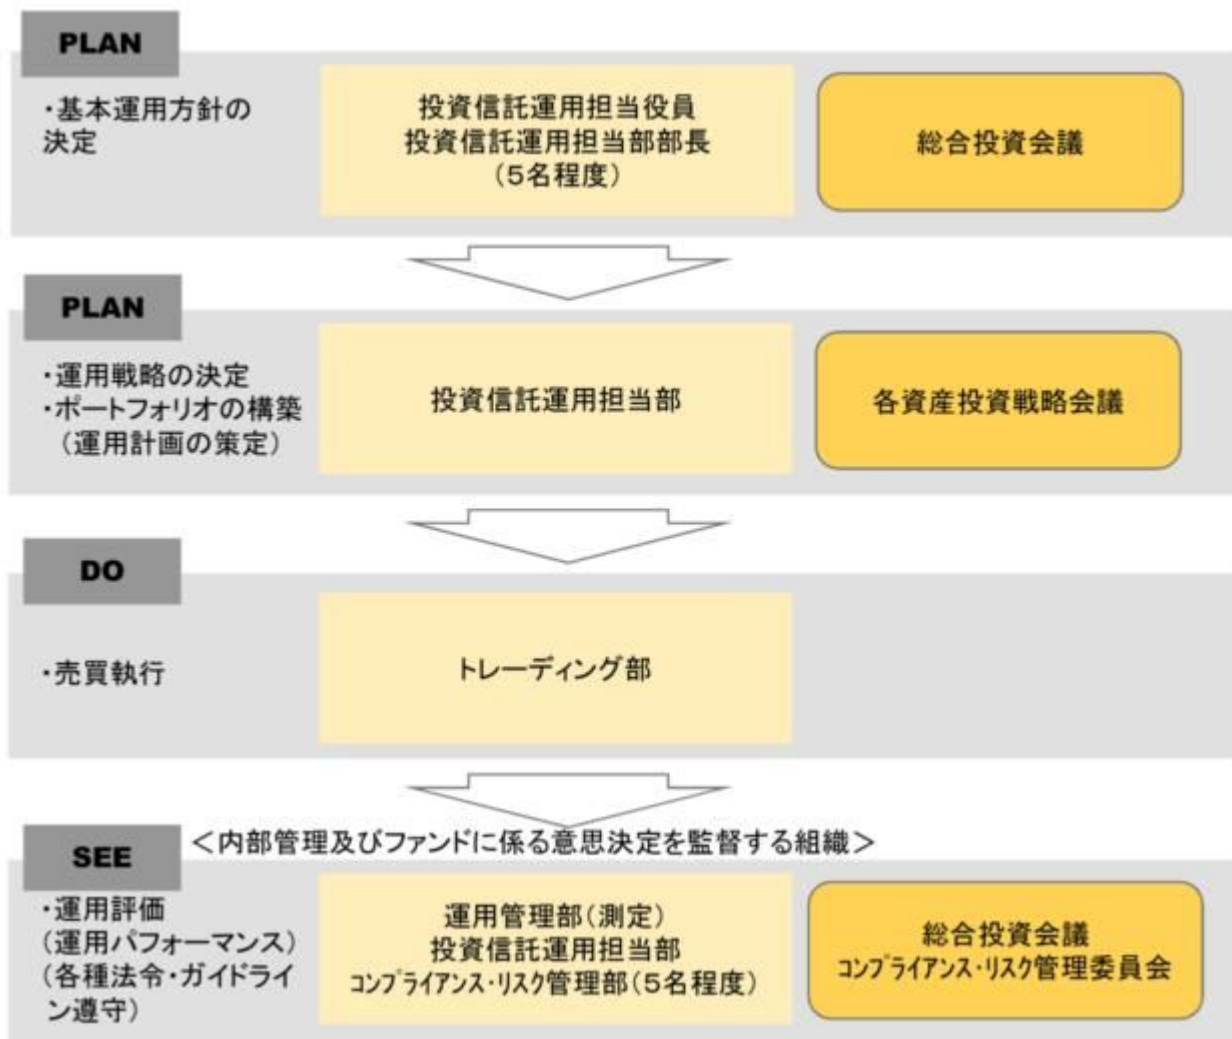 PLAN
・基本運用方針の
決定
投資信託運用担当役員
投資信託運用担当部部長
(５名程度)
総合投資会議
PLAN
・運用戦略の決定
・ポートフォリオの構築
(運用計画の策定)
投資信託運用担当部
各資産投資戦略会議
DO
・売買執行
トレーディング部
SEE
＜内部管理及びファンドに係る意思決定を監督する組織＞
・運用評価
(運用パフォーマンス)
(各種法令・ガイドライ
ン遵守)
運用管理部(測定)
投資信託運用担当部
ｺﾝﾌﾟﾗｲｱﾝｽ･ﾘｽｸ管理部(５名程度)
総合投資会議
ｺﾝﾌﾟﾗｲｱﾝｽ･ﾘｽｸ管理委員会